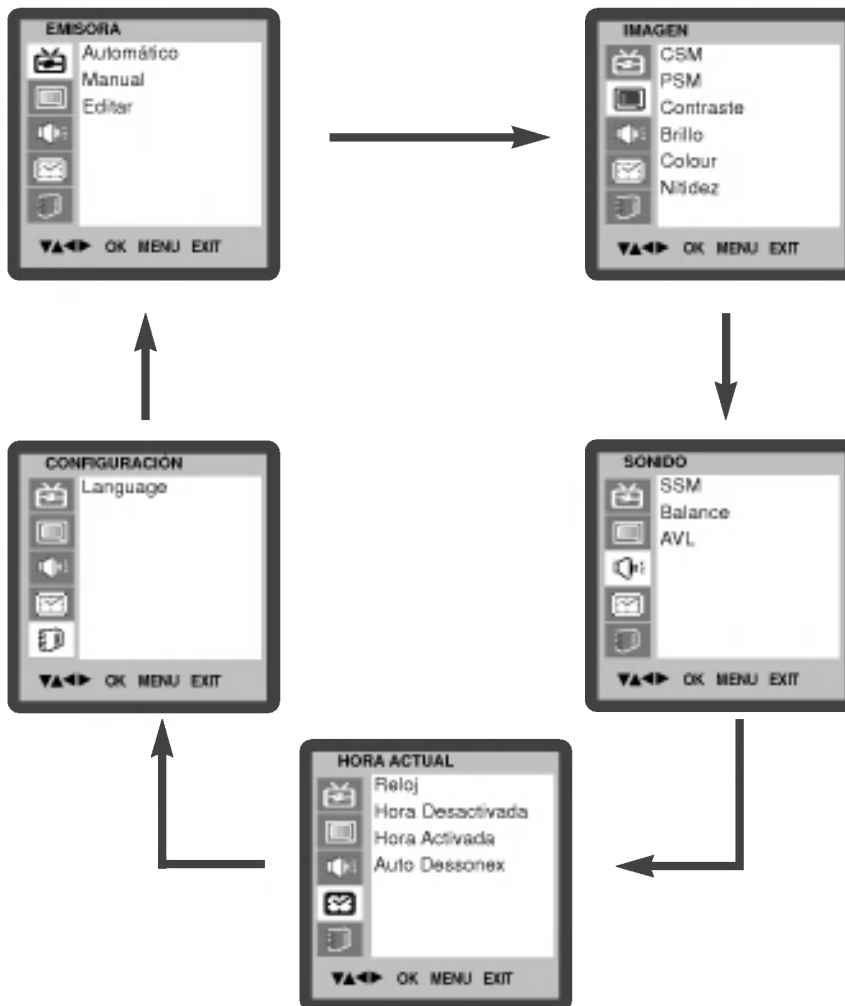 EMISORA
Automático
Manual
Editar
▼▲◀▶ OK MENU EXIT
IMAGEN
CSM
PSM
Contraste
Brillo
Colour
Nitidez
▼▲◀▶ OK MENU EXIT
CONFIGURACIÓN
Language
▼▲◀▶ OK MENU EXIT
SONIDO
SSM
Balance
AVL
▼▲◀▶ OK MENU EXIT
HORA ACTUAL
Reloj
Hora Desactivada
Hora Activada
Auto Dessonex
▼▲◀▶ OK MENU EXIT